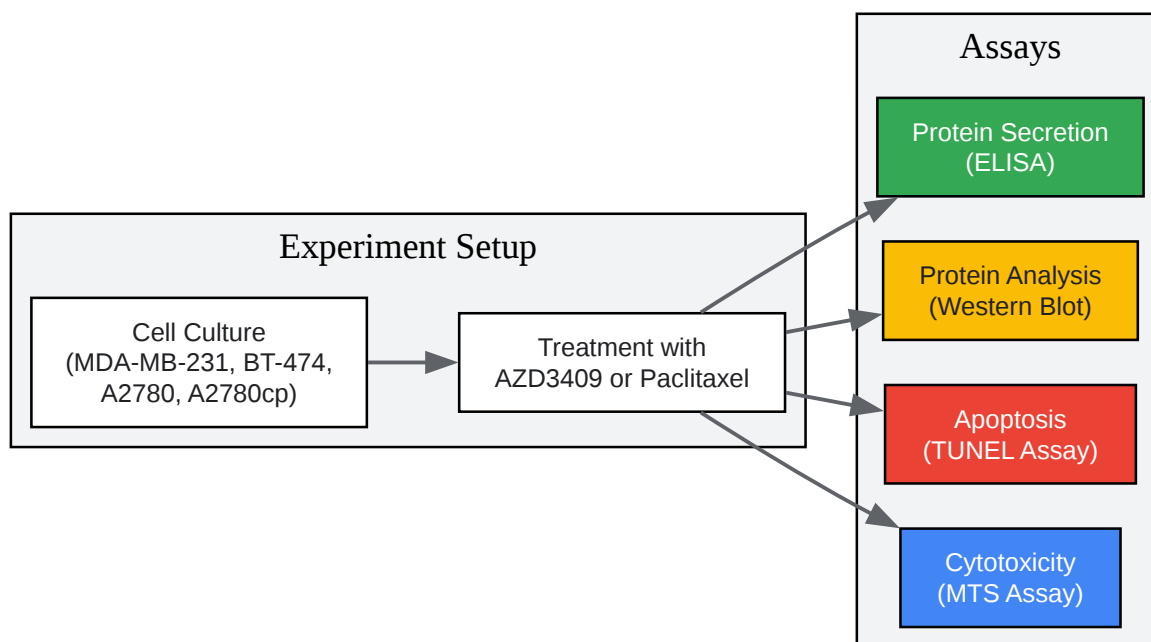 Experiment Setup
Cell Culture
(MDA-MB-231, BT-474,
A2780, A2780cp)
Treatment with
AZD3409 or Paclitaxel
Assays
Protein Secretion
(ELISA)
Protein Analysis
(Western Blot)
Apoptosis
(TUNEL Assay)
Cytotoxicity
(MTS Assay)